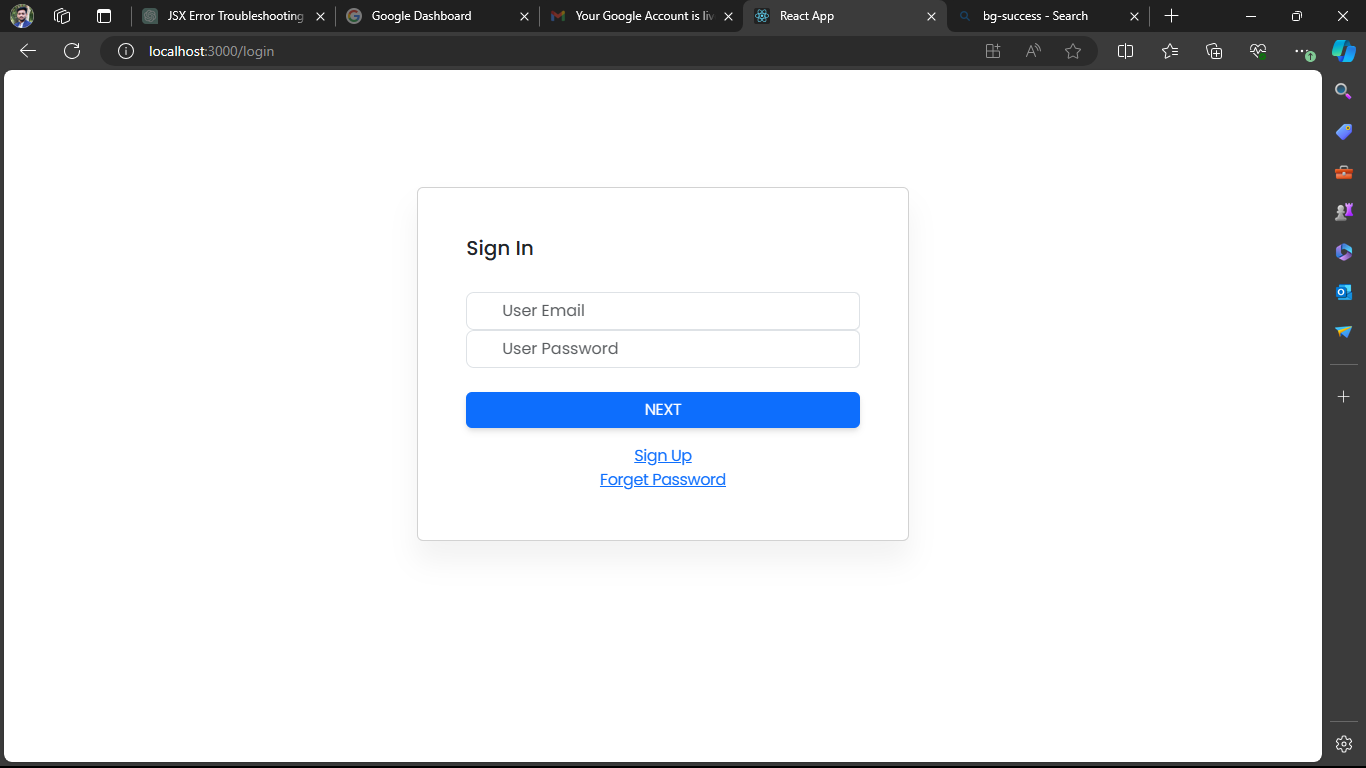 JSX Error Troubleshooting
Google Dashboard
Your Google Account is liv
React App
bg-success - Search
localhost:3000/login
Sign In
User Email
User Password
NEXT
Sign Up
Forget Password